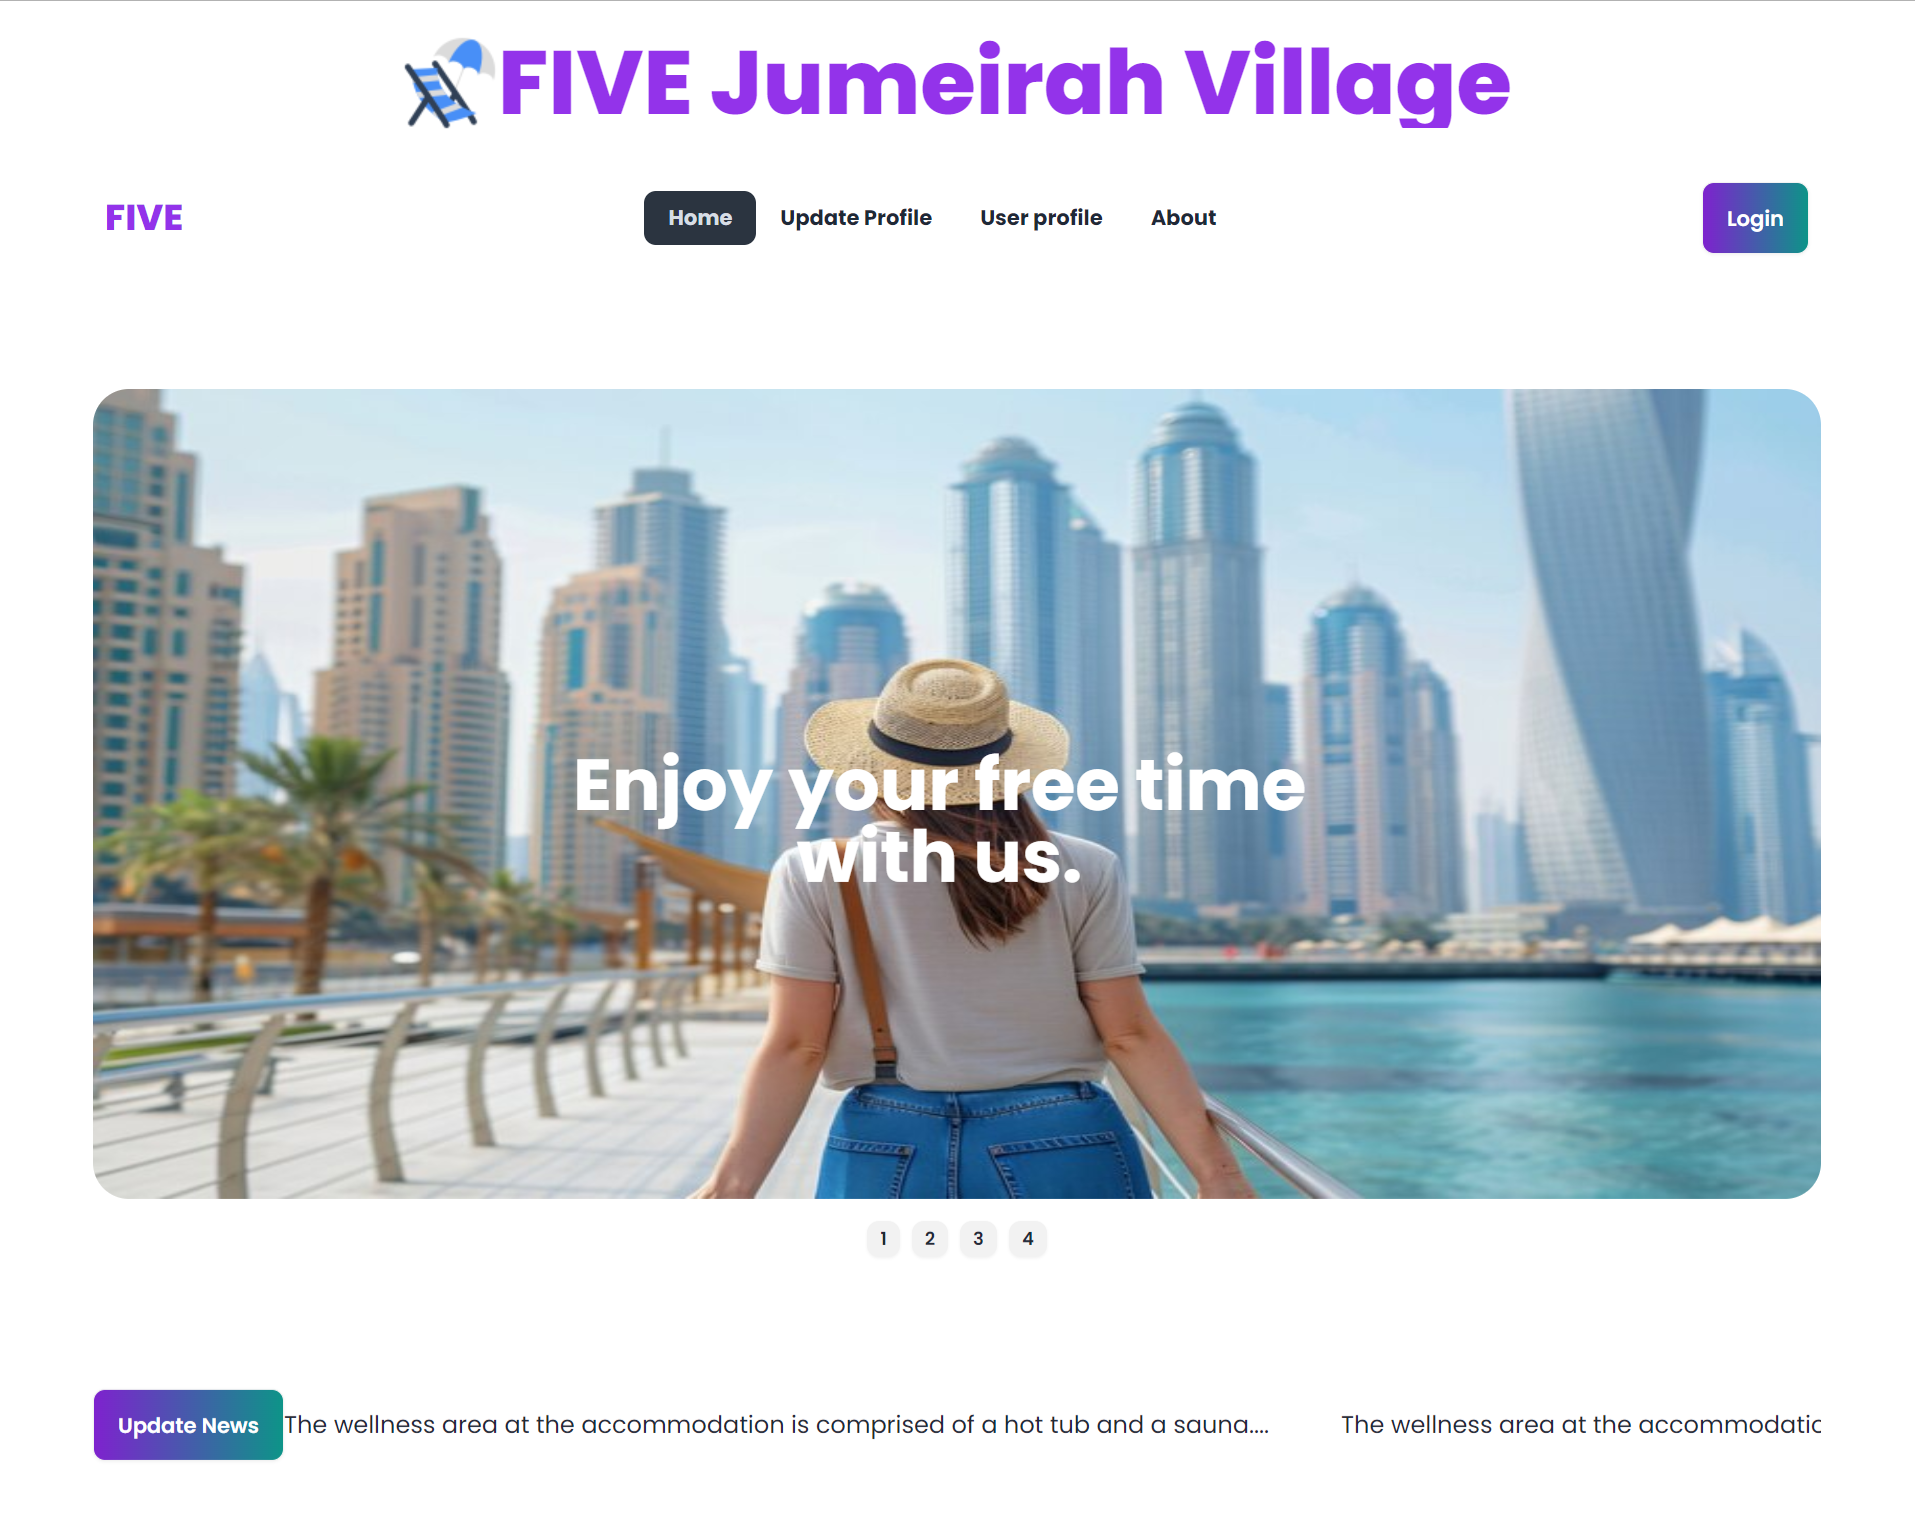 FIVE Jumeirah Village
FIVE
Home
Update Profile
User profile
About
Login
Enjoy your free time
with us.
1
2
3
4
Update News
The wellness area at the accommodation is comprised of a hot tub and a sauna....
The wellness area at the